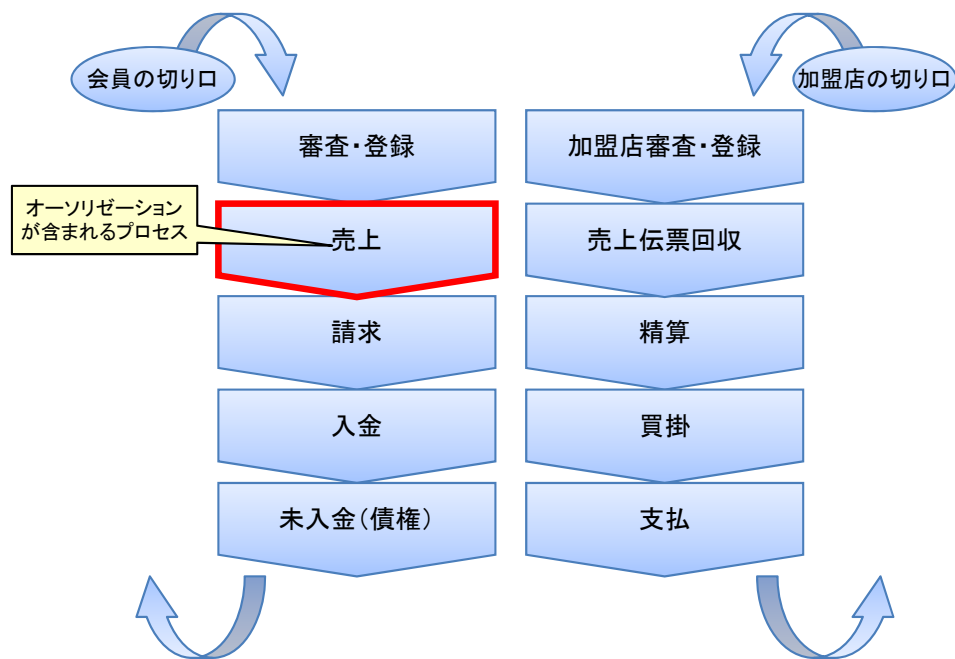 会員の切り口
加盟店の切り口
審査・登録
加盟店審査・登録
オーソリゼーション
が含まれるプロセス
売上
売上伝票回収
請求
精算
入金
買掛
未入金(債権)
支払